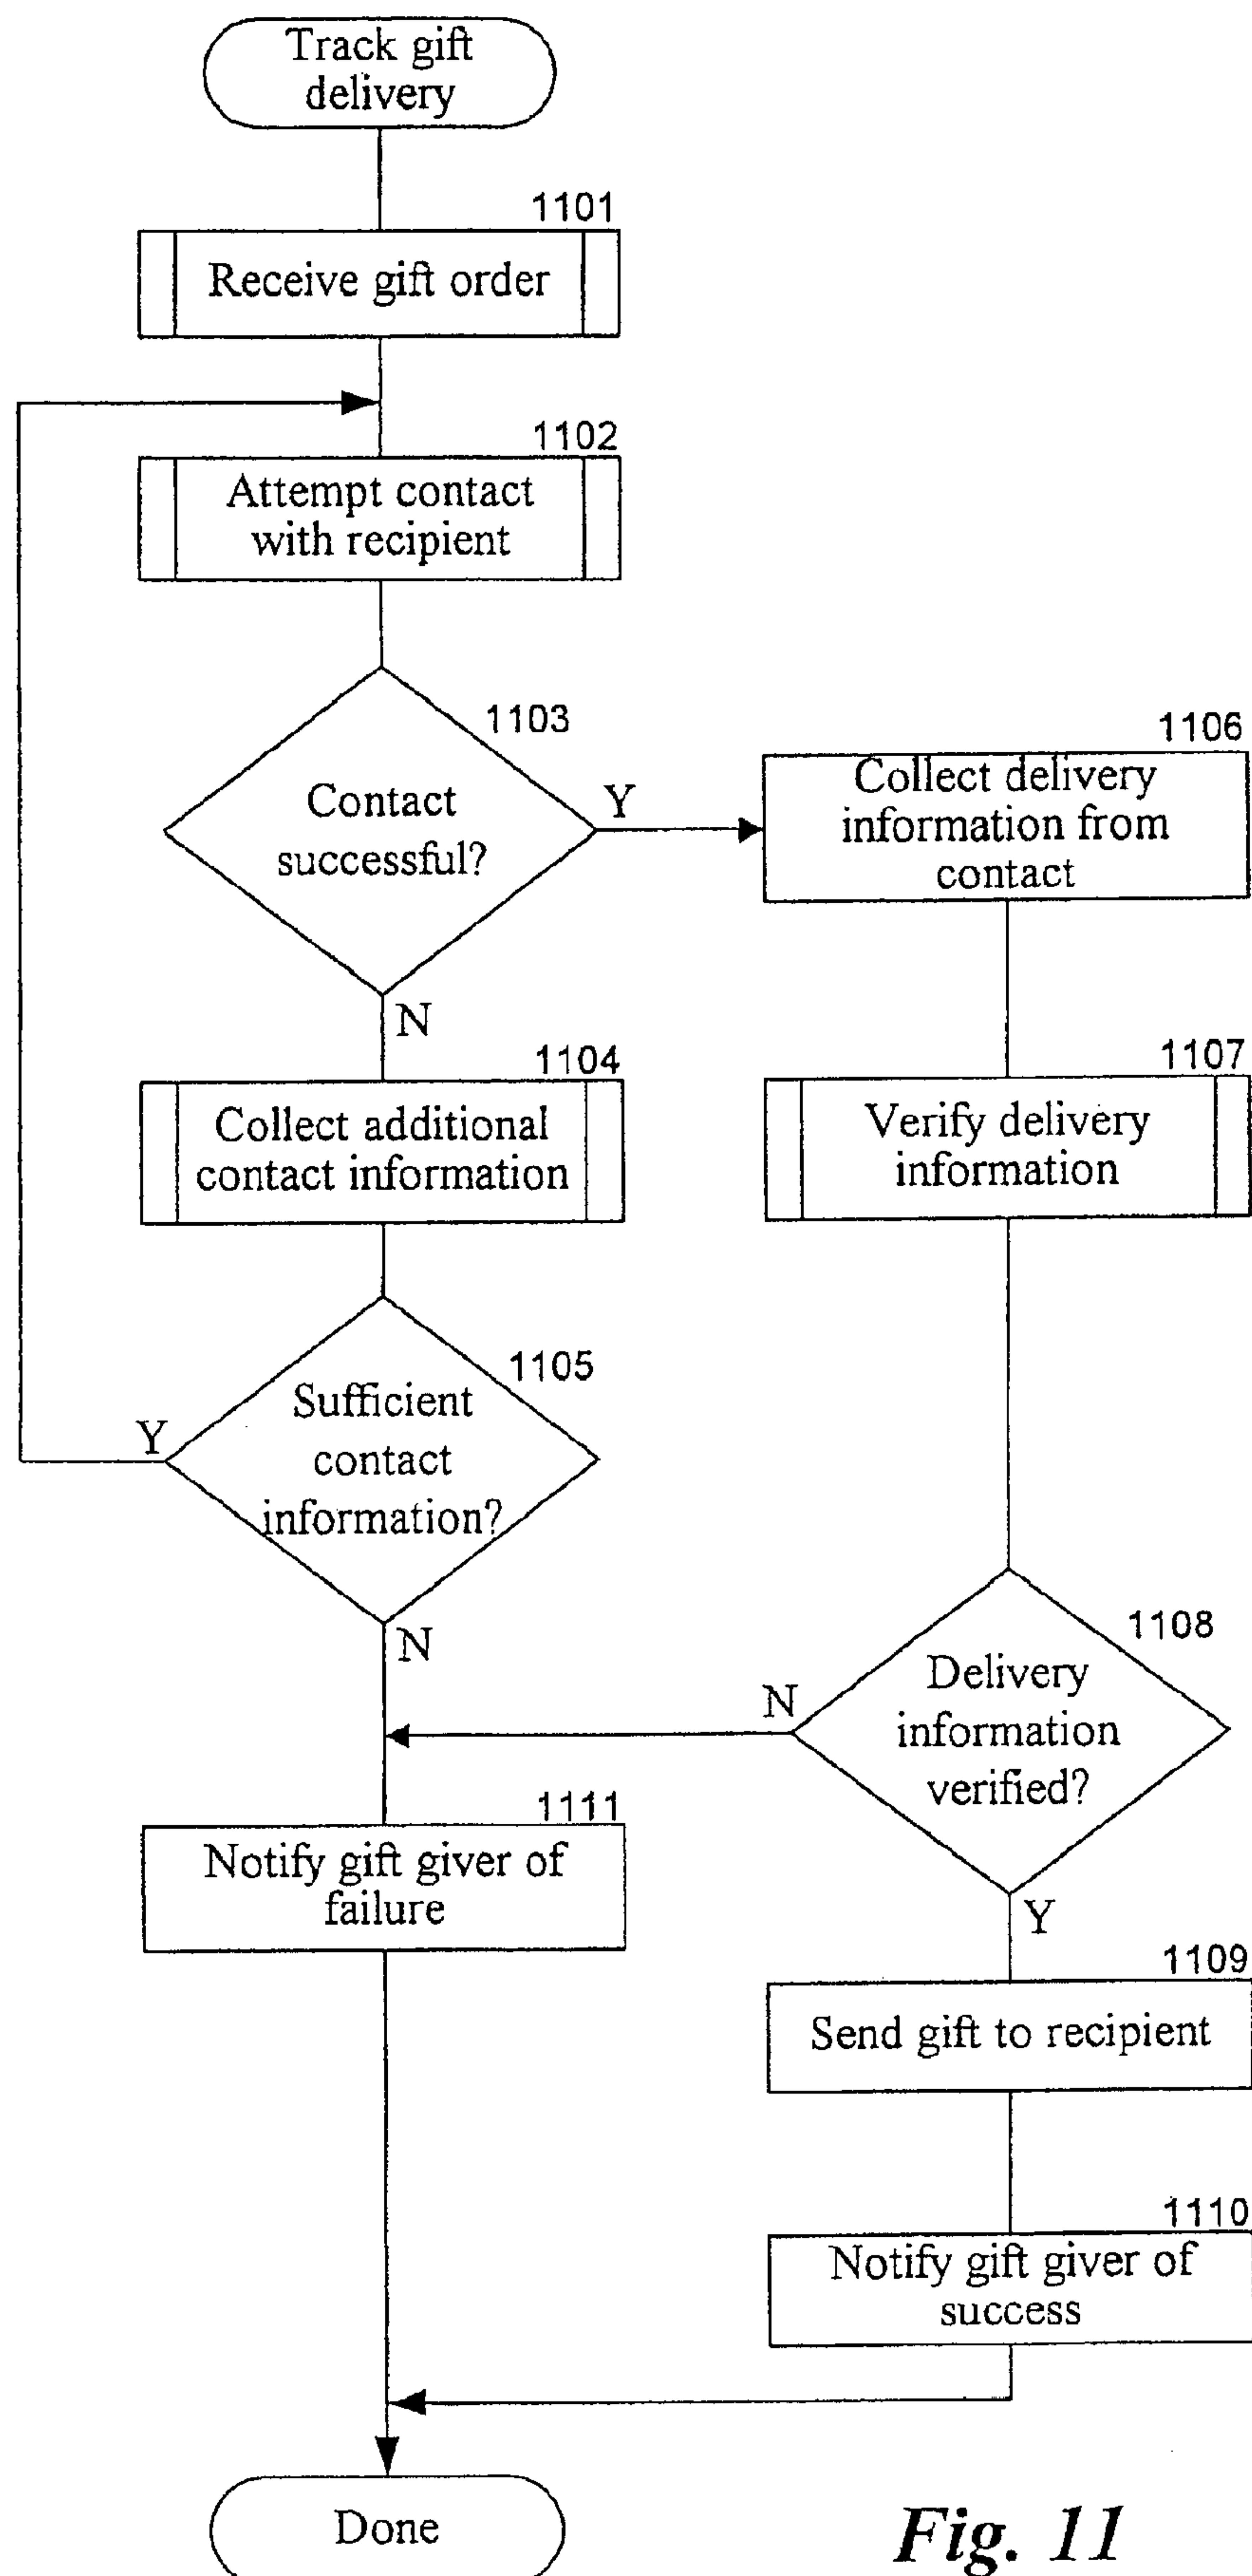 Track gift
delivery
1101
Receive gift order
1102
Attempt contact
with recipient
1103
Contact
successful?
Y
N
1106
Collect delivery
information from
contact
1104
Collect additional
contact information
1107
Verify delivery
information
1105
Sufficient
contact
information?
Y
N
1108
Delivery
information
verified?
N
Y
1111
Notify gift giver of
failure
1109
Send gift to recipient
1110
Notify gift giver of
success
Done
Fig. 11